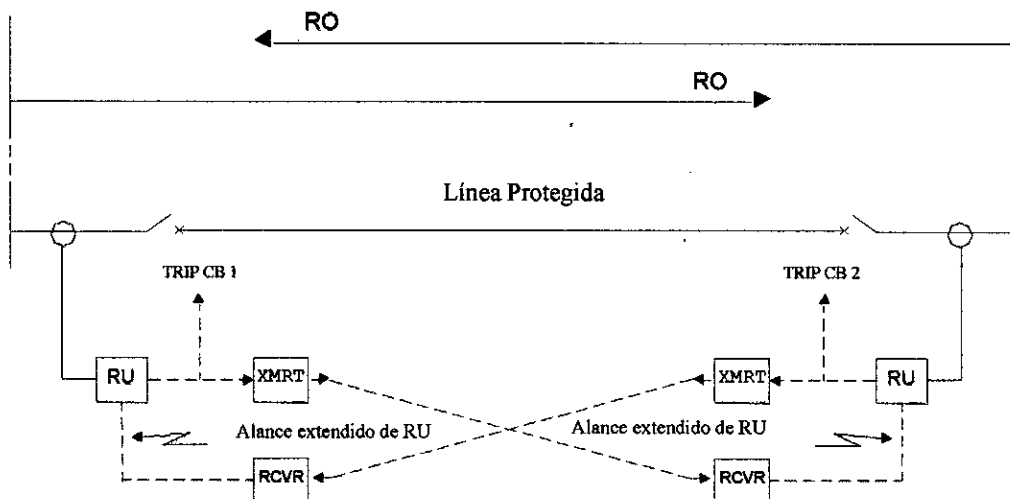 RO
RO
Línea Protegida
TRIP CB 1
TRIP CB 2
RU
XMRT
XMRT
RU
Alance extendido de RU
Alance extendido de RU
RCVR
RCVR